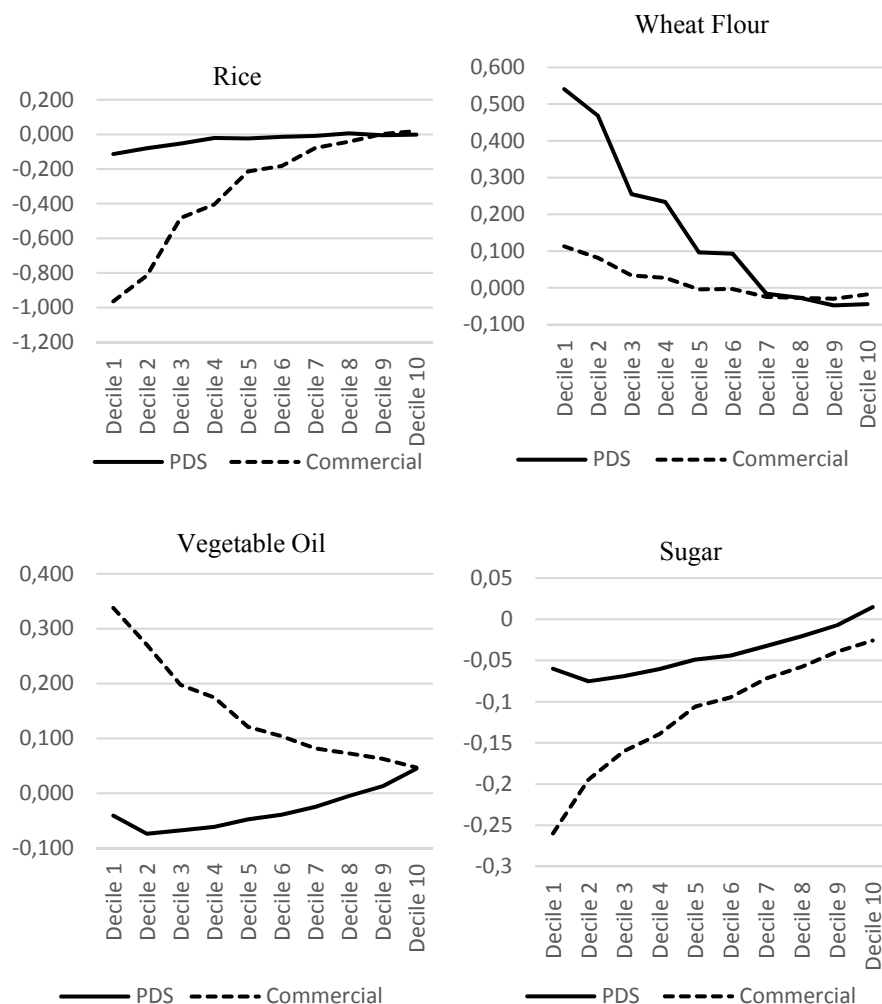 Rice
0,200
0,000
-0,200
-0,400
-0,600
-0,800
-1,000
-1,200
Decile 1
Decile 2
Decile 3
Decile 4
Decile 5
Decile 6
Decile 7
Decile 8
Decile 9
Decile 10
PDS Commercial
Wheat Flour
0,600
0,500
0,400
0,300
0,200
0,100
0,000
-0,100
Decile 1
Decile 2
Decile 3
Decile 4
Decile 5
Decile 6
Decile 7
Decile 8
Decile 9
Decile 10
PDS Commercial
Vegetable Oil
0,400
0,300
0,200
0,100
0,000
-0,100
Decile 1
Decile 2
Decile 3
Decile 4
Decile 5
Decile 6
Decile 7
Decile 8
Decile 9
Decile 10
PDS Commercial
Sugar
0,05
0
-0,05
-0,1
-0,15
-0,2
-0,25
-0,3
Decile 1
Decile 2
Decile 3
Decile 4
Decile 5
Decile 6
Decile 7
Decile 8
Decile 9
Decile 10
PDS Commercial